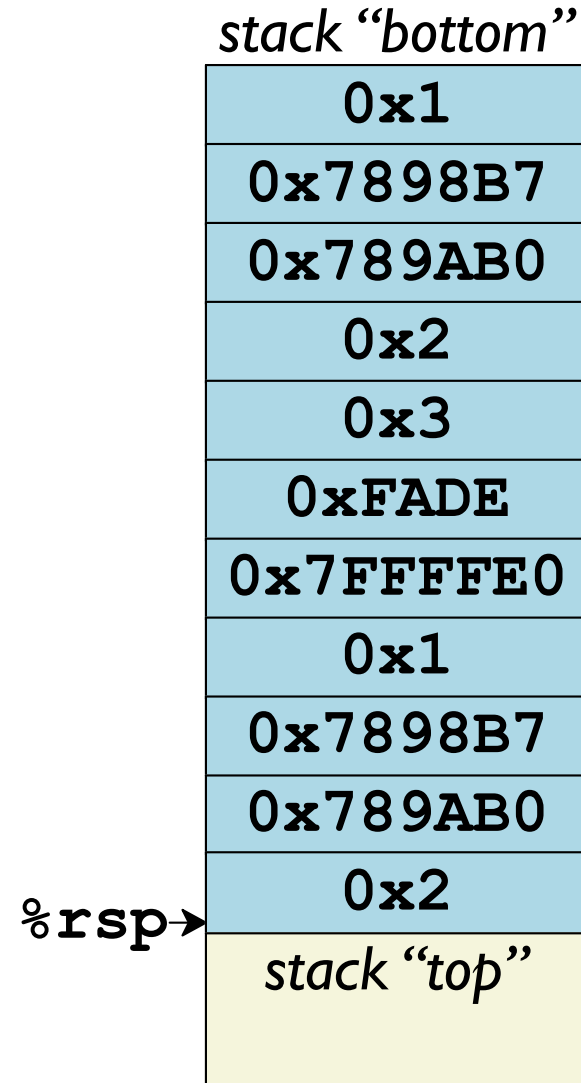 stack “bottom”
0x1
0x7898B7
0x789AB0
0x2
0x3
0xFADE
0x7FFFFE0
0x1
0x7898B7
0x789AB0
0x2
%rsp
stack “top”